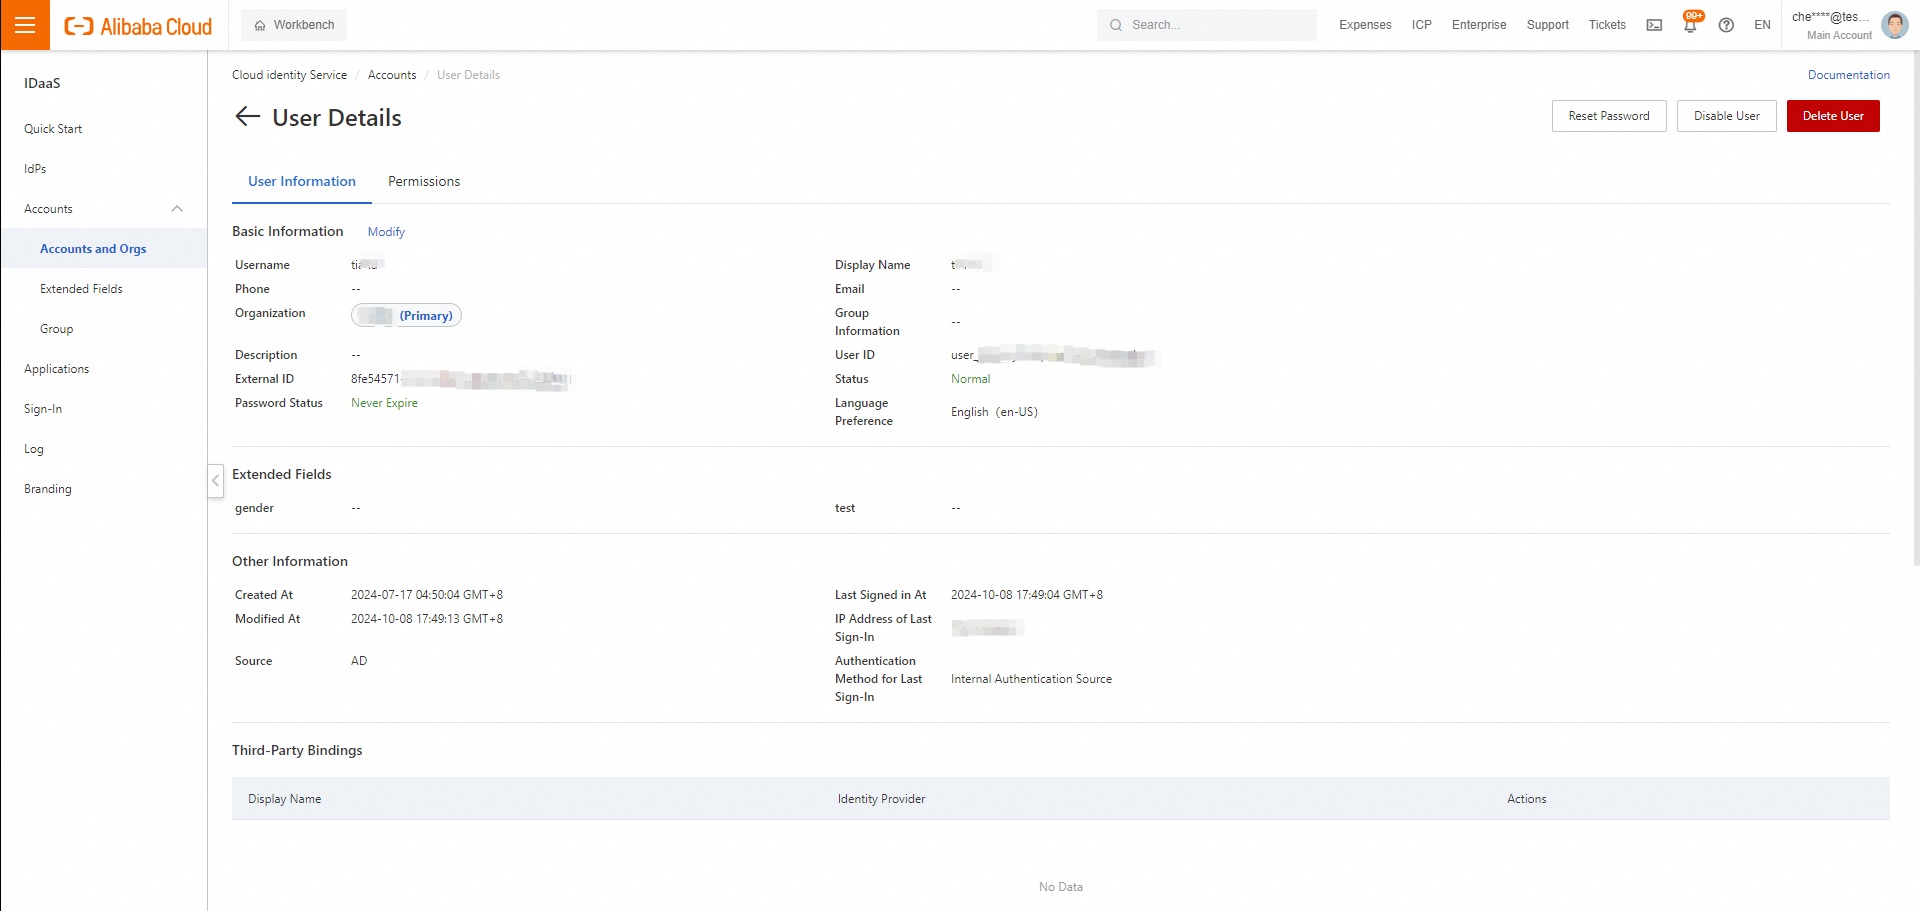 Alibaba Cloud
Workbench
Search...
Expenses
ICP
Enterprise
Support
Tickets
99+
EN
che****@tes...
Main Account
IDaaS
Quick Start
IdPs
Accounts
Accounts and Orgs
Extended Fields
Group
Applications
Sign-In
Log
Branding
Cloud identity Service / Accounts / User Details
Documentation
User Details
Reset Password
Disable User
Delete User
User Information
Permissions
Basic Information Modify
Username
Display Name
Phone --
Email --
Organization (Primary)
Group
Information --
Description --
User ID user_
External ID 8fe54571-
Status Normal
Password Status Never Expire
Language
Preference English (en-US)
Extended Fields
gender --
test --
Other Information
Created At 2024-07-17 04:50:04 GMT+8
Last Signed in At 2024-10-08 17:49:04 GMT+8
Modified At 2024-10-08 17:49:13 GMT+8
IP Address of Last
Sign-In
Source AD
Authentication
Method for Last
Sign-In Internal Authentication Source
Third-Party Bindings
Display Name Identity Provider Actions
No Data